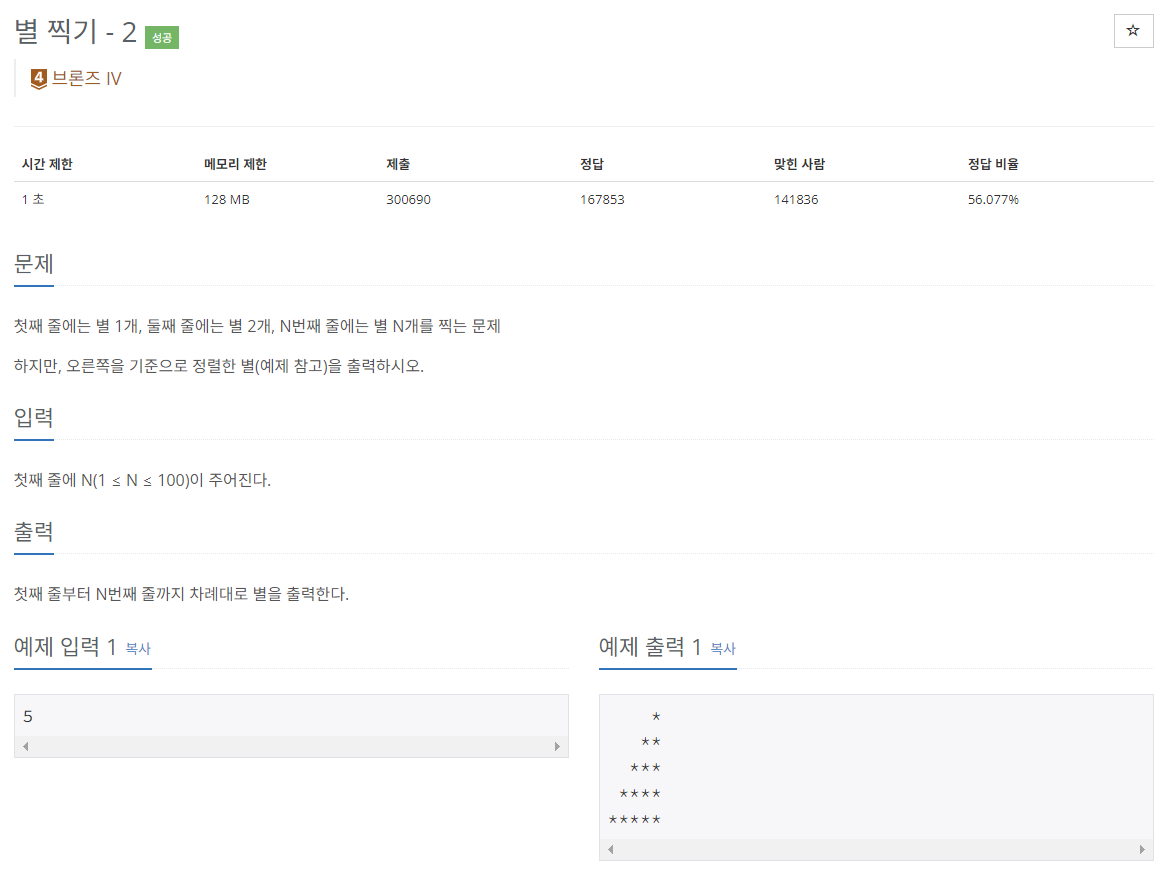 별 찍기 - 2 성공
☆
4 브론즈 IV
시간 제한 메모리 제한 제출 정답 맞힌 사람 정답 비율
1 초 128 MB 300690 167853 141836 56.077%
문제
첫째 줄에는 별 1개, 둘째 줄에는 별 2개, N번째 줄에는 별 N개를 찍는 문제
하지만, 오른쪽을 기준으로 정렬한 별(예제 참고)을 출력하시오.
입력
첫째 줄에 N(1 ≤ N ≤ 100)이 주어진다.
출력
첫째 줄부터 N번째 줄까지 차례대로 별을 출력한다.
예제 입력 1 복사
5
예제 출력 1 복사
    *
   **
  ***
 ****
*****